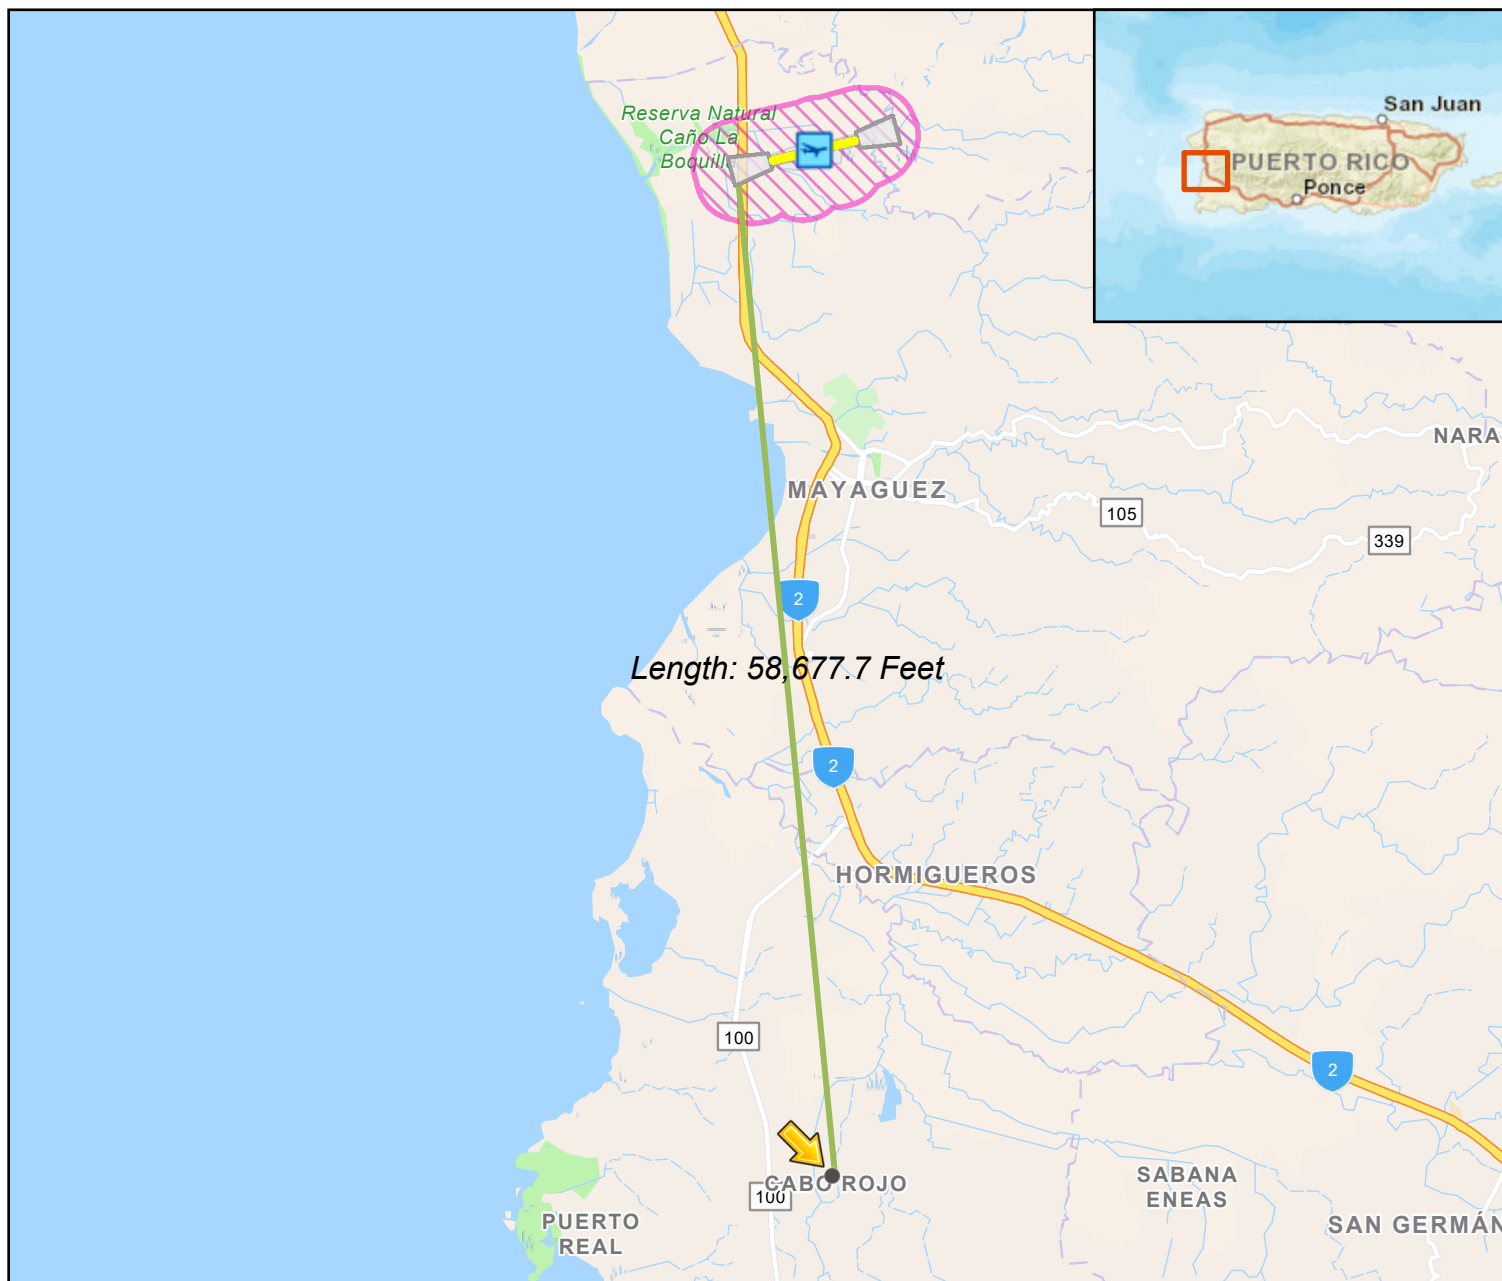 San Juan
PUERTO RICO
Ponce
Reserva Natural
Caño La
NARA
MAYAGUEZ
105
339
2
Length: 58,677.7 Feet
2
HORMIGUEROS
100
2
CABO ROJO
100
SABANA
ENEAS
PUERTO
REAL
SAN GERMÁN